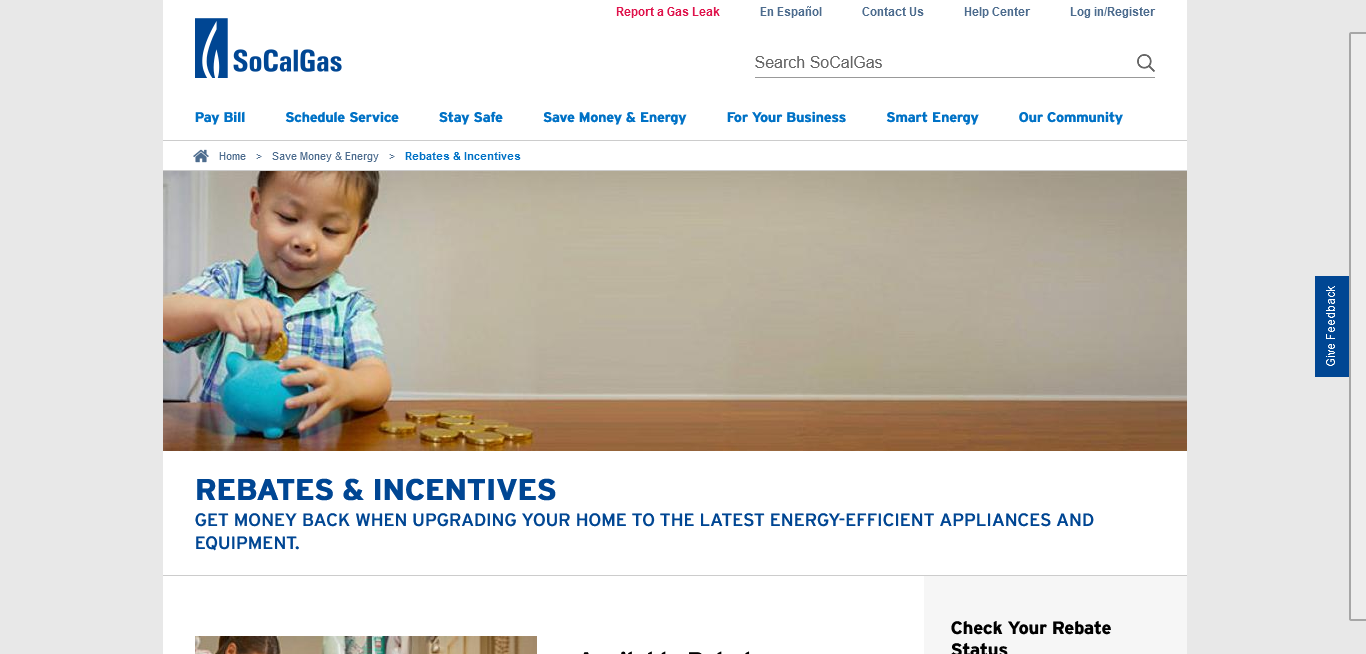 Report a Gas Leak
En Español
Contact Us
Help Center
Log in/Register
SoCalGas
Search SoCalGas
Pay Bill
Schedule Service
Stay Safe
Save Money & Energy
For Your Business
Smart Energy
Our Community
Home > Save Money & Energy > Rebates & Incentives
Give Feedback
REBATES & INCENTIVES
GET MONEY BACK WHEN UPGRADING YOUR HOME TO THE LATEST ENERGY-EFFICIENT APPLIANCES AND
EQUIPMENT.
Check Your Rebate
Status